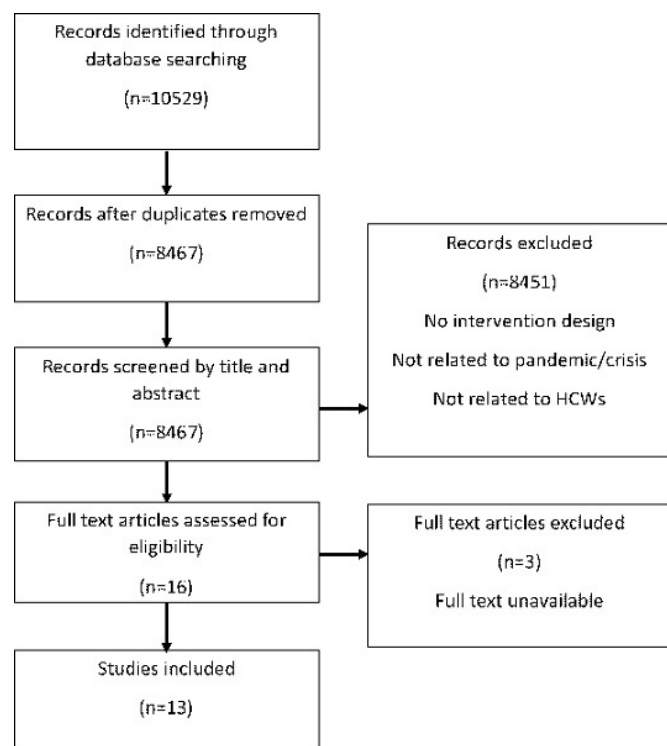 Records identified through
database searching
(n=10529)
Records after duplicates removed
(n=8467)
Records excluded
(n=8451)
No intervention design
Not related to pandemic/crisis
Not related to HCWs
Records screened by title and
abstract
(n=8467)
Full text articles assessed for
eligibility
(n=16)
Full text articles excluded
(n=3)
Full text unavailable
Studies included
(n=13)